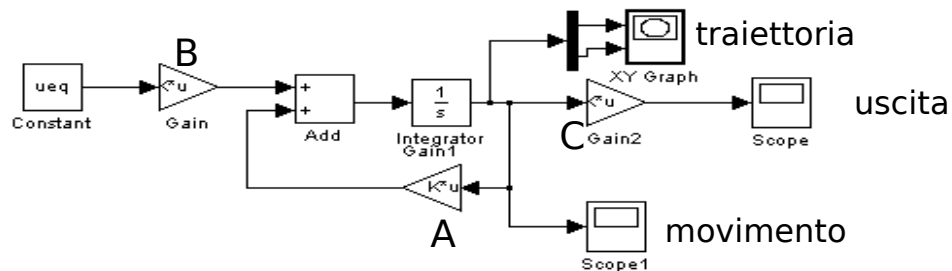 traiettoria
B
XY Graph
ueq
K*u
+
+
1
s
K*u
uscita
Constant
Gain
Add
Integrator
C
Gain2
Scope
Gain1
K*u
A
movimento
Scope1